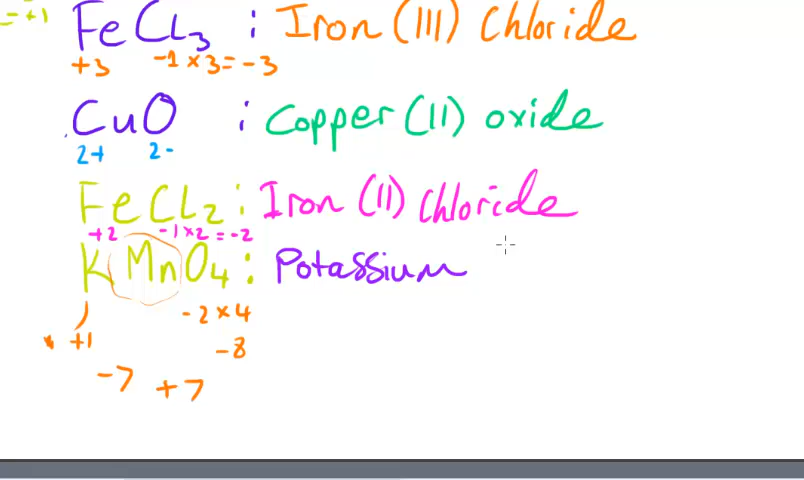 = +1
FeCl3 : Iron (III) Chloride
+3 -1 × 3 = -3
CuO : Copper (II) oxide
2+ 2-
FeCl2 : Iron (II) Chloride
+2 -1 × 2 = -2
KMnO4 : Potassium
-2 × 4
+1 -8
-7 +7